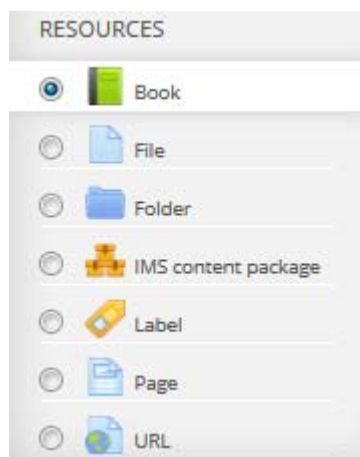 RESOURCES
Book
File
Folder
IMS content package
Label
Page
URL